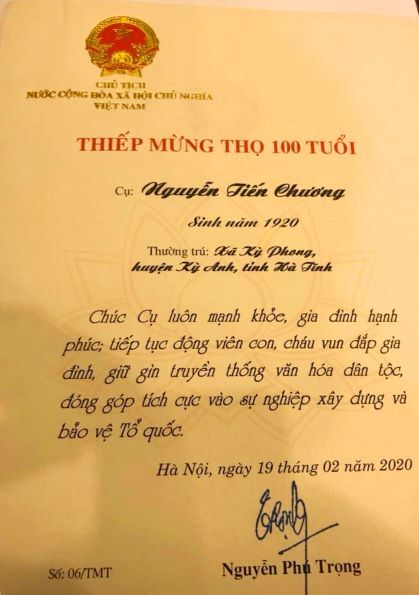 CHỦ TỊCH
NƯỚC CỘNG HÒA XÃ HỘI CHỦ NGHĨA
VIỆT NAM
THIẾP MỪNG THỌ 100 TUỔI
Cụ: Nguyễn Tiến Chương
Sinh năm 1920
Thường trú: Xã Kỳ Phong,
huyện Kỳ Anh, tỉnh Hà Tĩnh
Chúc Cụ luôn mạnh khỏe, gia đình hạnh
phúc; tiếp tục động viên con, cháu vun đắp gia
đình, giữ gìn truyền thống văn hóa dân tộc,
đóng góp tích cực vào sự nghiệp xây dựng và
bảo vệ Tổ quốc.
Hà Nội, ngày 19 tháng 02 năm 2020
Số: 06/TMT
Nguyễn Phú Trọng